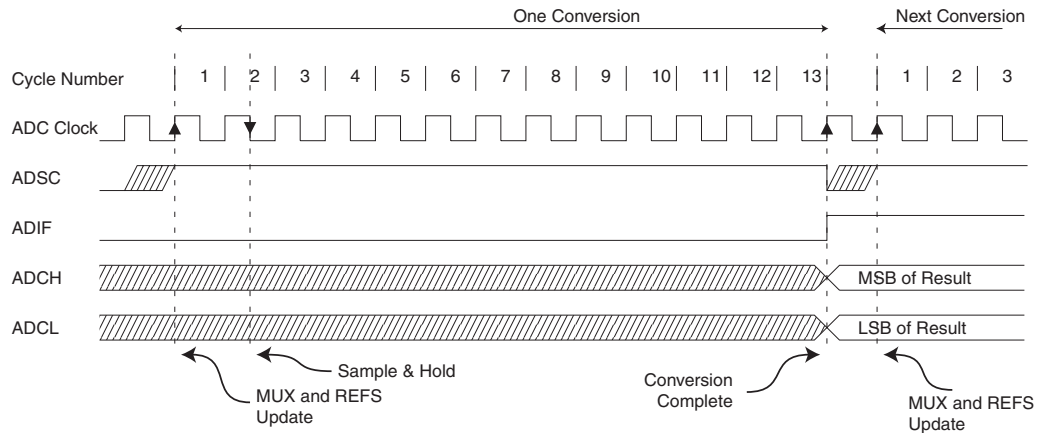 One Conversion Next Conversion
Cycle Number 1 2 3 4 5 6 7 8 9 10 11 12 13 1 2 3
ADC Clock
ADSC
ADIF
ADCH MSB of Result
ADCL LSB of Result
Sample & Hold
MUX and REFS
Update
Conversion
Complete
MUX and REFS
Update